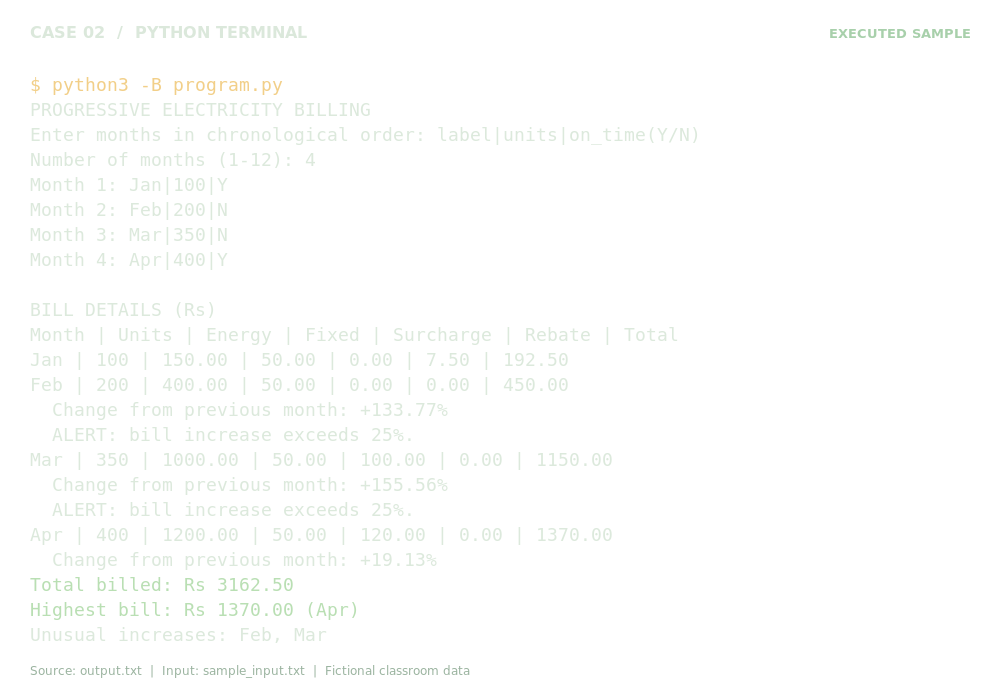 CASE 02 / PYTHON TERMINAL
EXECUTED SAMPLE
$ python3 -B program.py
PROGRESSIVE ELECTRICITY BILLING
Enter months in chronological order: label|units|on_time(Y/N)
Number of months (1-12): 4
Month 1: Jan|100|Y
Month 2: Feb|200|N
Month 3: Mar|350|N
Month 4: Apr|400|Y
BILL DETAILS (Rs)
Month | Units | Energy | Fixed | Surcharge | Rebate | Total
Jan | 100 | 150.00 | 50.00 | 0.00 | 7.50 | 192.50
Feb | 200 | 400.00 | 50.00 | 0.00 | 0.00 | 450.00
Change from previous month: +133.77%
ALERT: bill increase exceeds 25%.
Mar | 350 | 1000.00 | 50.00 | 100.00 | 0.00 | 1150.00
Change from previous month: +155.56%
ALERT: bill increase exceeds 25%.
Apr | 400 | 1200.00 | 50.00 | 120.00 | 0.00 | 1370.00
Change from previous month: +19.13%
Total billed: Rs 3162.50
Highest bill: Rs 1370.00 (Apr)
Unusual increases: Feb, Mar
Source: output.txt | Input: sample_input.txt | Fictional classroom data